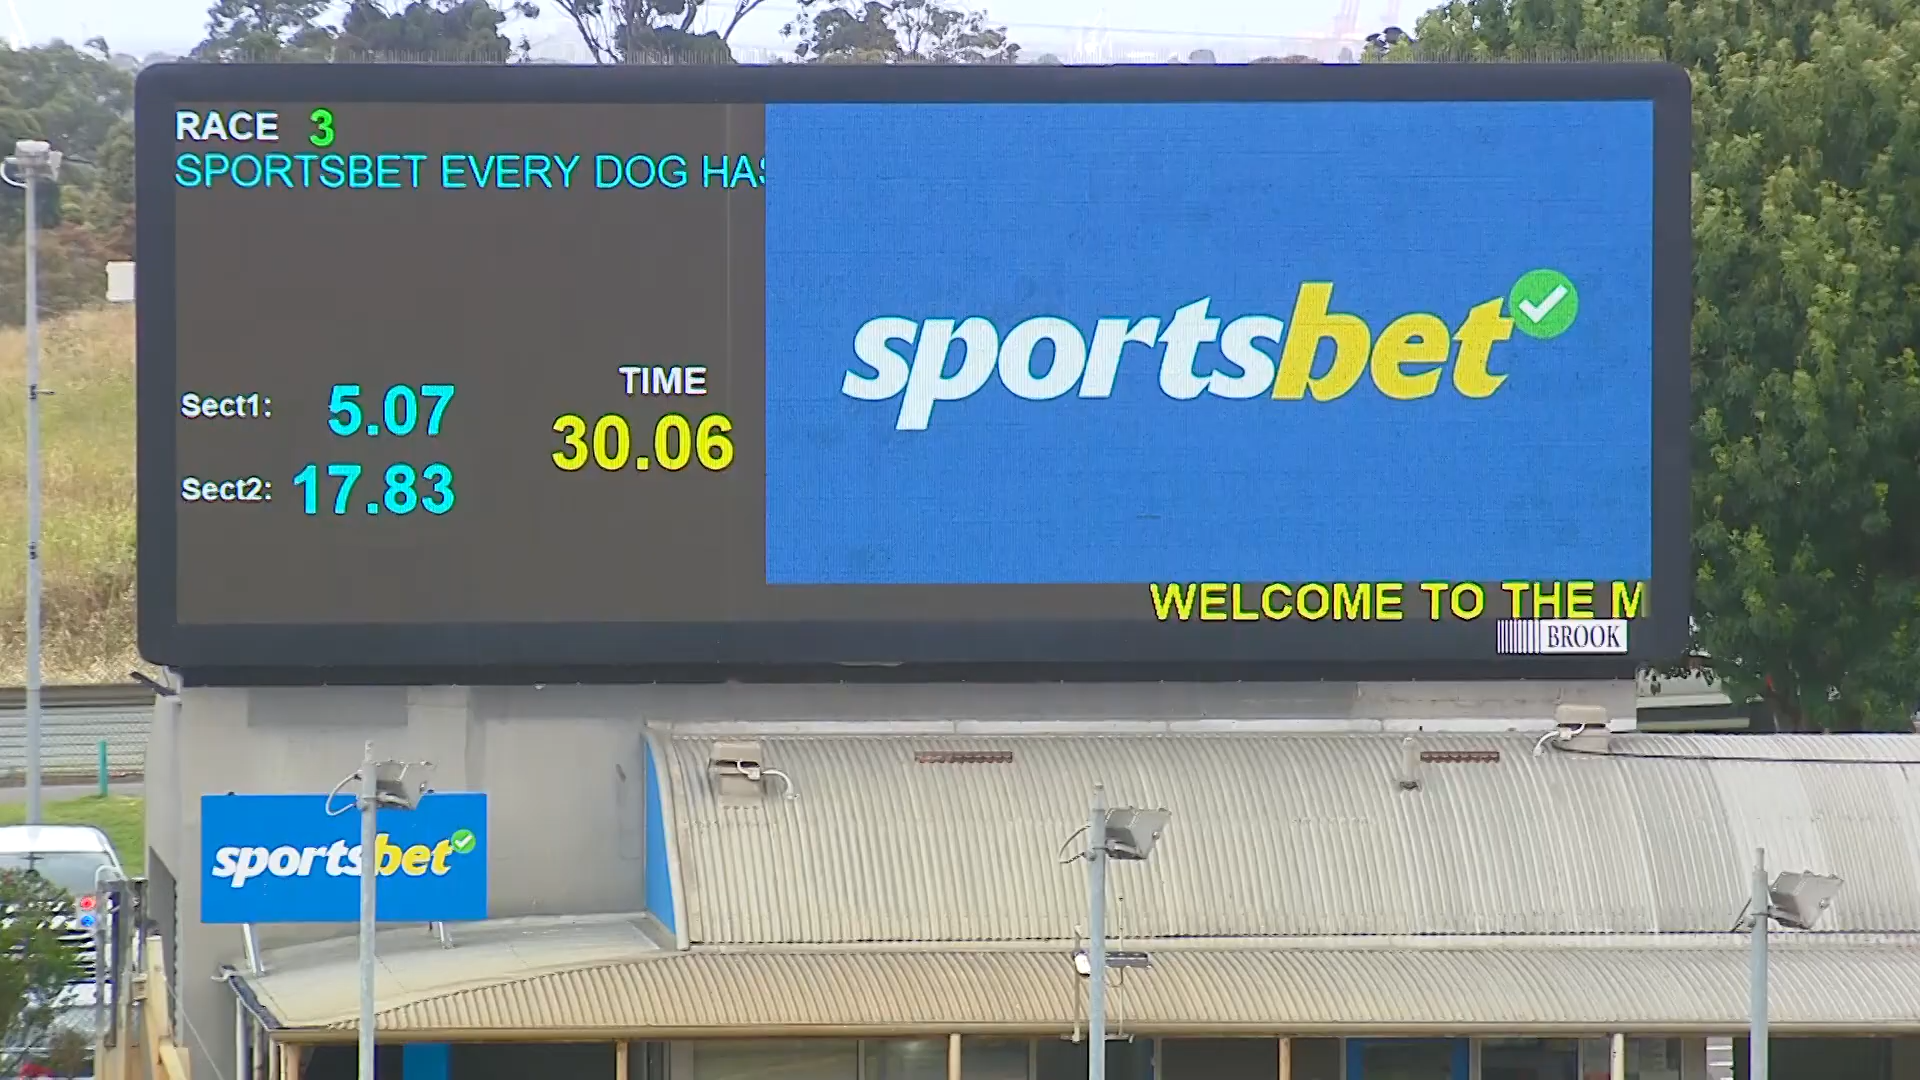 RACE 3
SPORTSBET EVERY DOG HAS
sportsbet
TIME
Sect1: 5.07
30.06
Sect2: 17.83
WELCOME TO THE M
BROOK
sportsbet